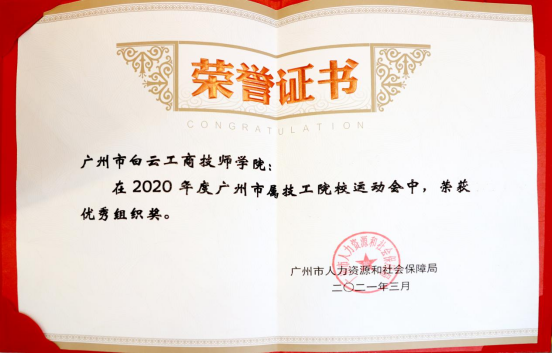 荣誉证书
CONGRATULATION
广州市白云工商技师学院：
在2020年度广州市属技工院校运动会中，荣获
优秀组织奖。
广州市人力资源和社会保障局
二〇二一年三月